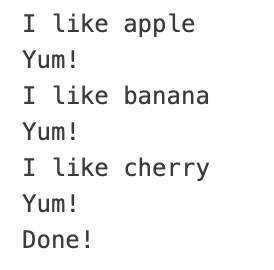 I like apple
Yum!
I like banana
Yum!
I like cherry
Yum!
Done!